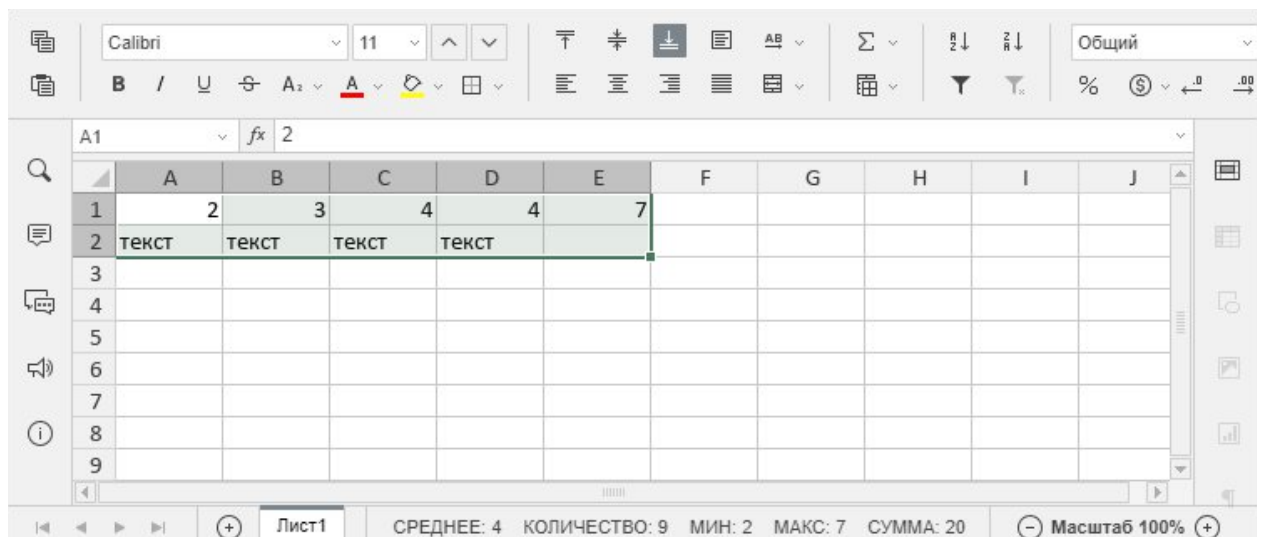 Calibri 11 Общий
A1 fx 2
A B C D E F G H I J
1 2 3 4 4 7
2 текст текст текст текст
3
4
5
6
7
8
9
Лист1 СРЕДНЕЕ: 4 КОЛИЧЕСТВО: 9 МИН: 2 МАКС: 7 СУММА: 20 Масштаб 100%